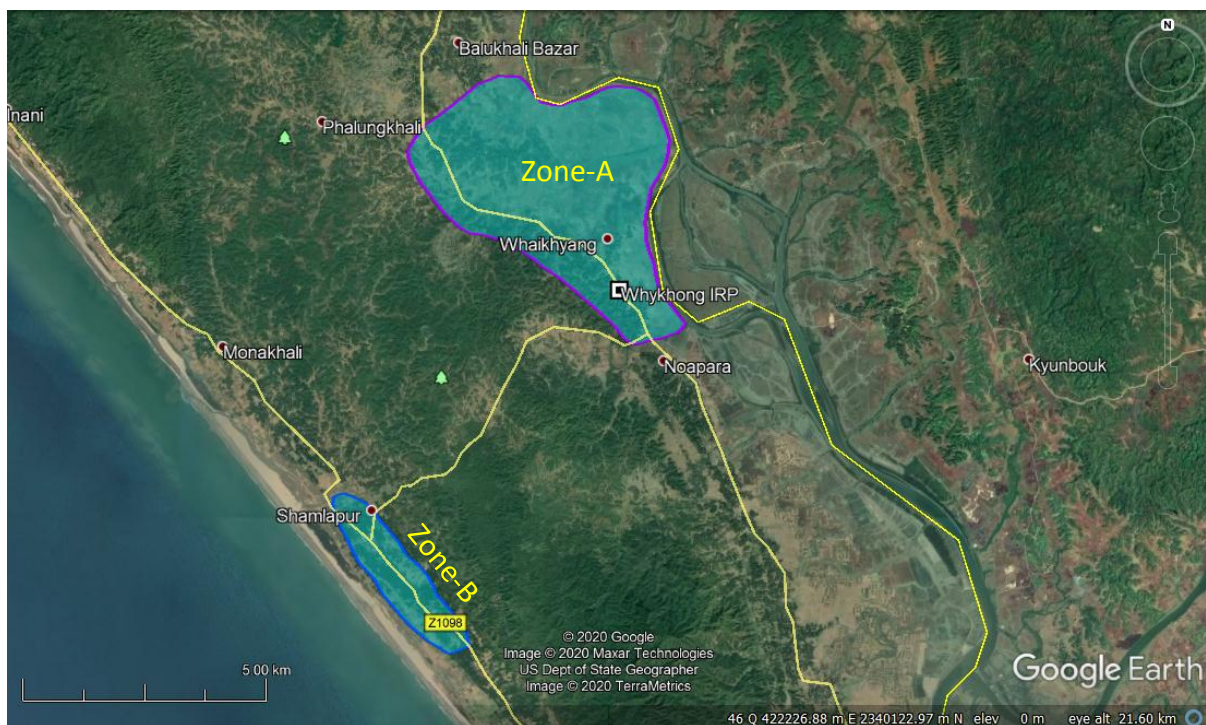 N
Balukhali Bazar
Inani
Phalungkhali
Zone-A
Whaikhyang
Whykhong IRP
Monakhali
Noapara
Kyunbouk
Shamlapur
Zone-B
Z1098
© 2020 Google
Image © 2020 Maxar Technologies
US Dept of State Geographer
Image © 2020 TerraMetrics
5.00 km
Google Earth
46 Q 422226.88 m E 2340122.97 m N elev 0 m eye alt 21.60 km